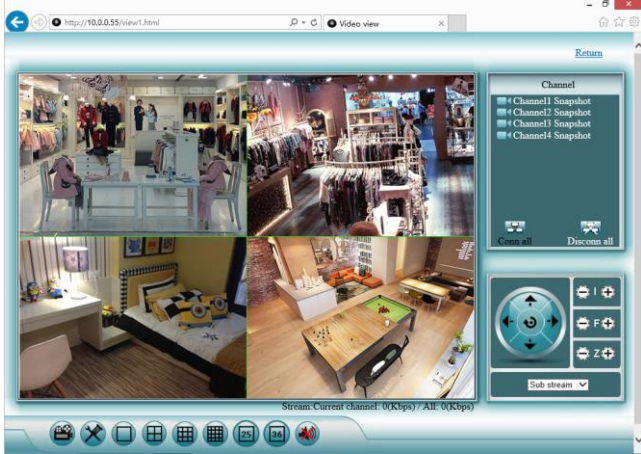 http://10.0.0.55/view1.html
Video view
Return
Channel
Channel1 Snapshot
Channel2 Snapshot
Channel3 Snapshot
Channel4 Snapshot
Conn all
Disconn all
I
F
Z
Sub stream
Stream:Current channel: 0(Kbps) / All: 0(Kbps)
25
36